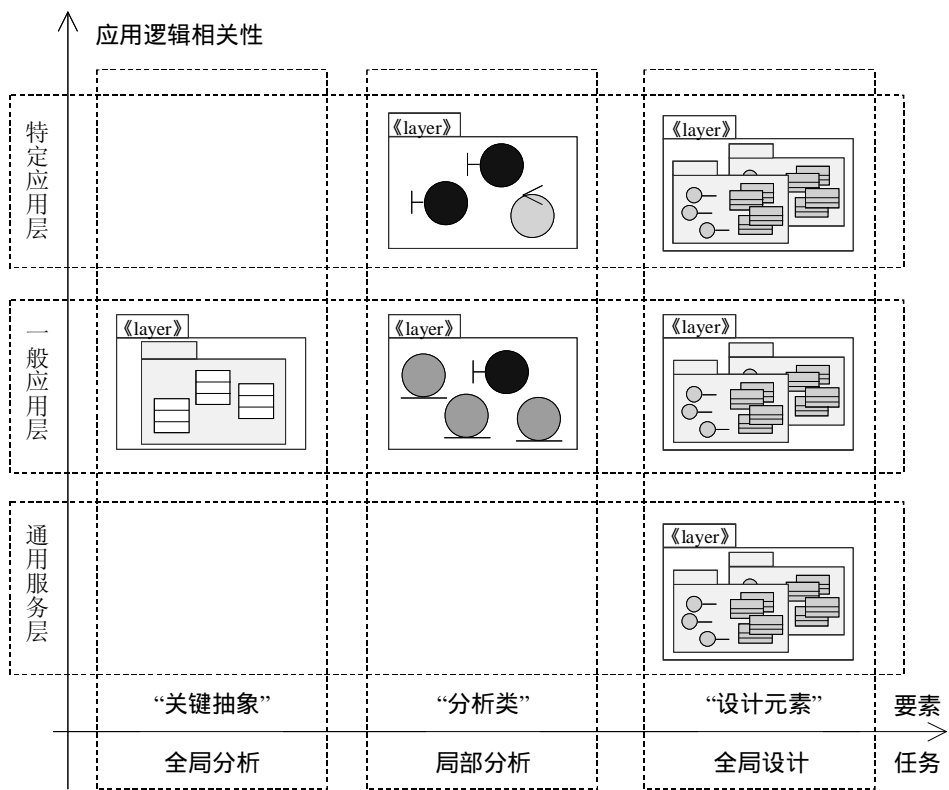 应用逻辑相关性
特定应用层
《layer》
《layer》
一般应用层
《layer》
《layer》
《layer》
通用服务层
《layer》
“关键抽象”
“分析类”
“设计元素”
要素
全局分析
局部分析
全局设计
任务